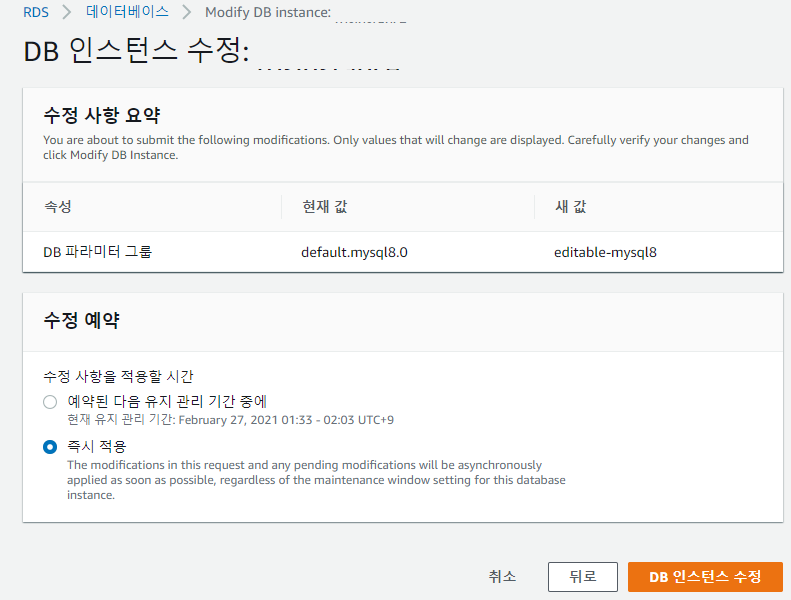 RDS > 데이터베이스 > Modify DB instance:
DB 인스턴스 수정:
수정 사항 요약
You are about to submit the following modifications. Only values that will change are displayed. Carefully verify your changes and
click Modify DB Instance.
속성 현재 값 새 값
DB 파라미터 그룹 default.mysql8.0 editable-mysql8
수정 예약
수정 사항을 적용할 시간
예약된 다음 유지 관리 기간 중에
현재 유지 관리 기간: February 27, 2021 01:33 - 02:03 UTC+9
즉시 적용
The modifications in this request and any pending modifications will be asynchronously
applied as soon as possible, regardless of the maintenance window setting for this database
instance.
취소 뒤로 DB 인스턴스 수정